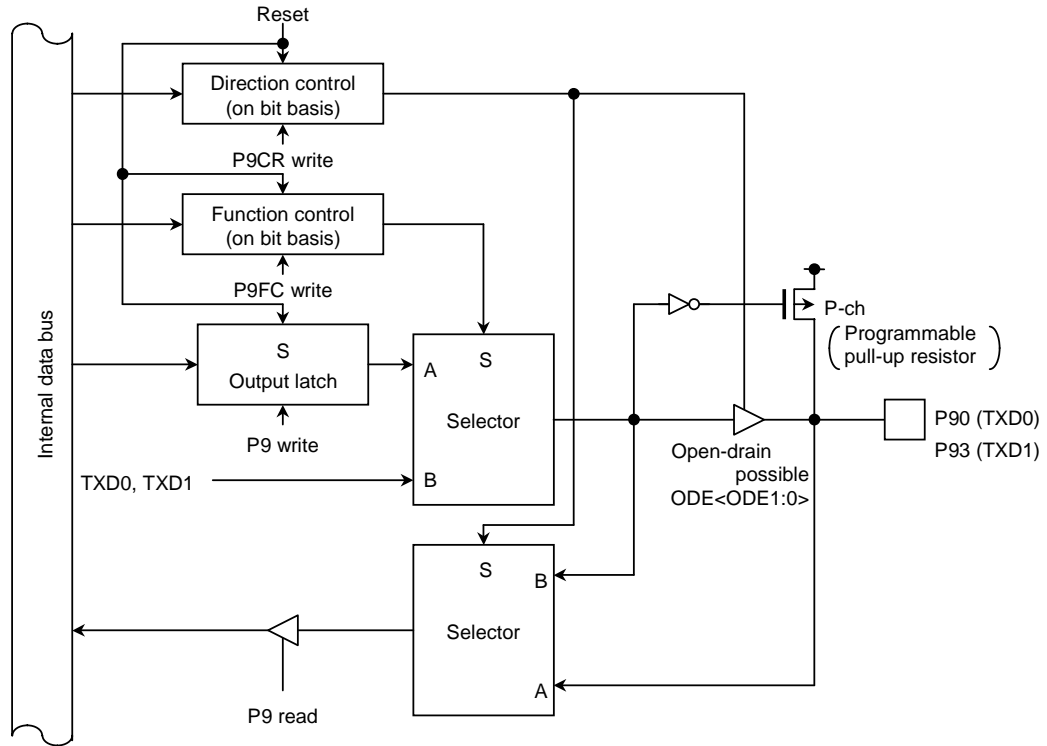 Reset
Direction control
(on bit basis)
P9CR write
Function control
(on bit basis)
P9FC write
Internal data bus
S
Output latch
P9 write
TXD0, TXD1
A
S
Selector
B
P-ch
(Programmable
pull-up resistor)
P90 (TXD0)
P93 (TXD1)
Open-drain
possible
ODE<ODE1:0>
S
B
Selector
A
P9 read